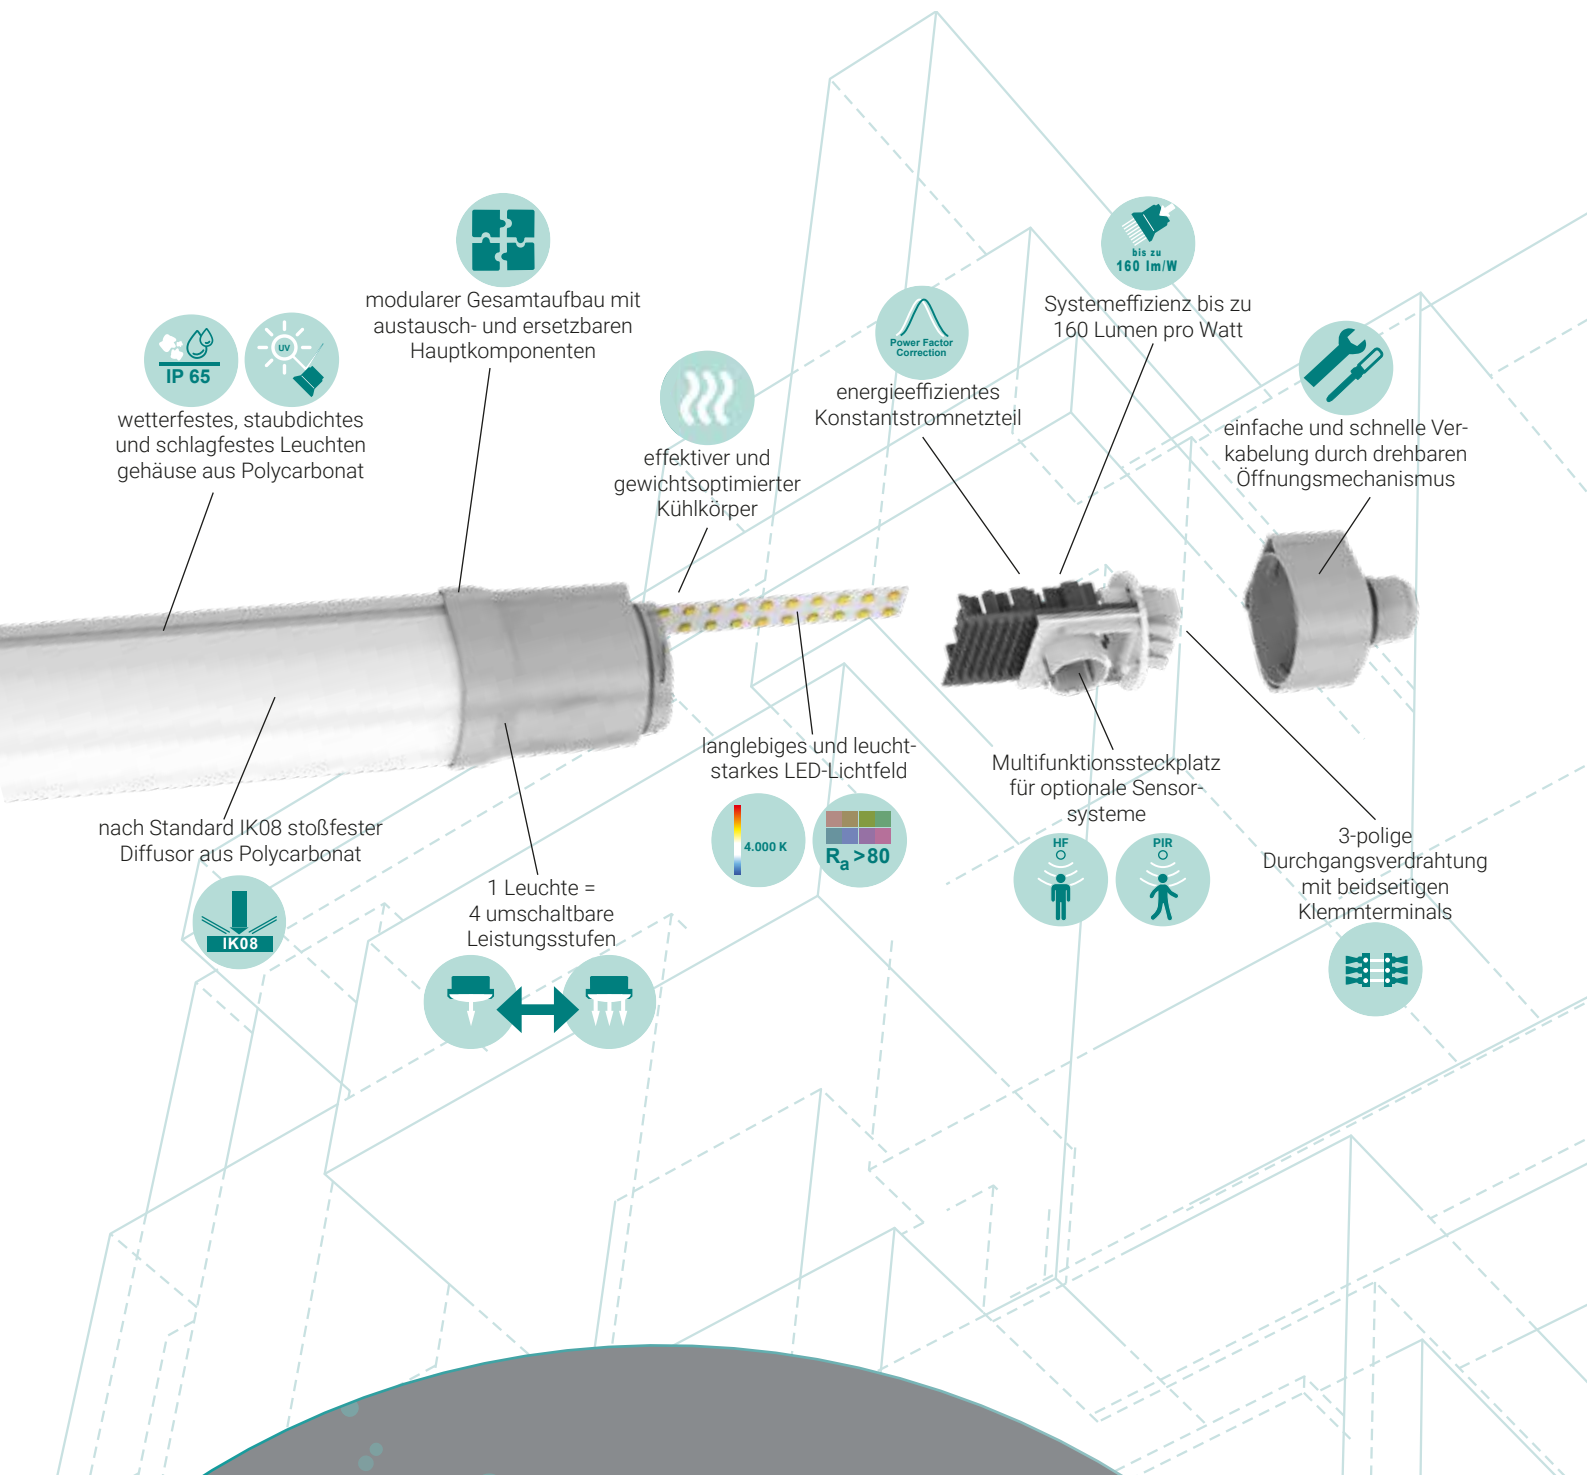 modularer Gesamtaufbau mit
austausch- und ersetzbaren
Hauptkomponenten
bis zu
160 lm/W
Systemeffizienz bis zu
160 Lumen pro Watt
IP 65
UV
wetterfestes, staubdichtes
und schlagfestes Leuchten
gehäuse aus Polycarbonat
Power Factor
Correction
energieeffizientes
Konstantstromnetzteil
einfache und schnelle Ver-
kabelung durch drehbaren
Öffnungsmechanismus
effektiver und
gewichtsoptimierter
Kühlkörper
langlebiges und leucht-
starkes LED-Lichtfeld
4.000 K
Ra >80
Multifunktionssteckplatz
für optionale Sensor-
systeme
HF
PIR
nach Standard IK08 stoßfester
Diffusor aus Polycarbonat
IK08
1 Leuchte =
4 umschaltbare
Leistungsstufen
3-polige
Durchgangsverdrahtung
mit beidseitigen
Klemmterminals